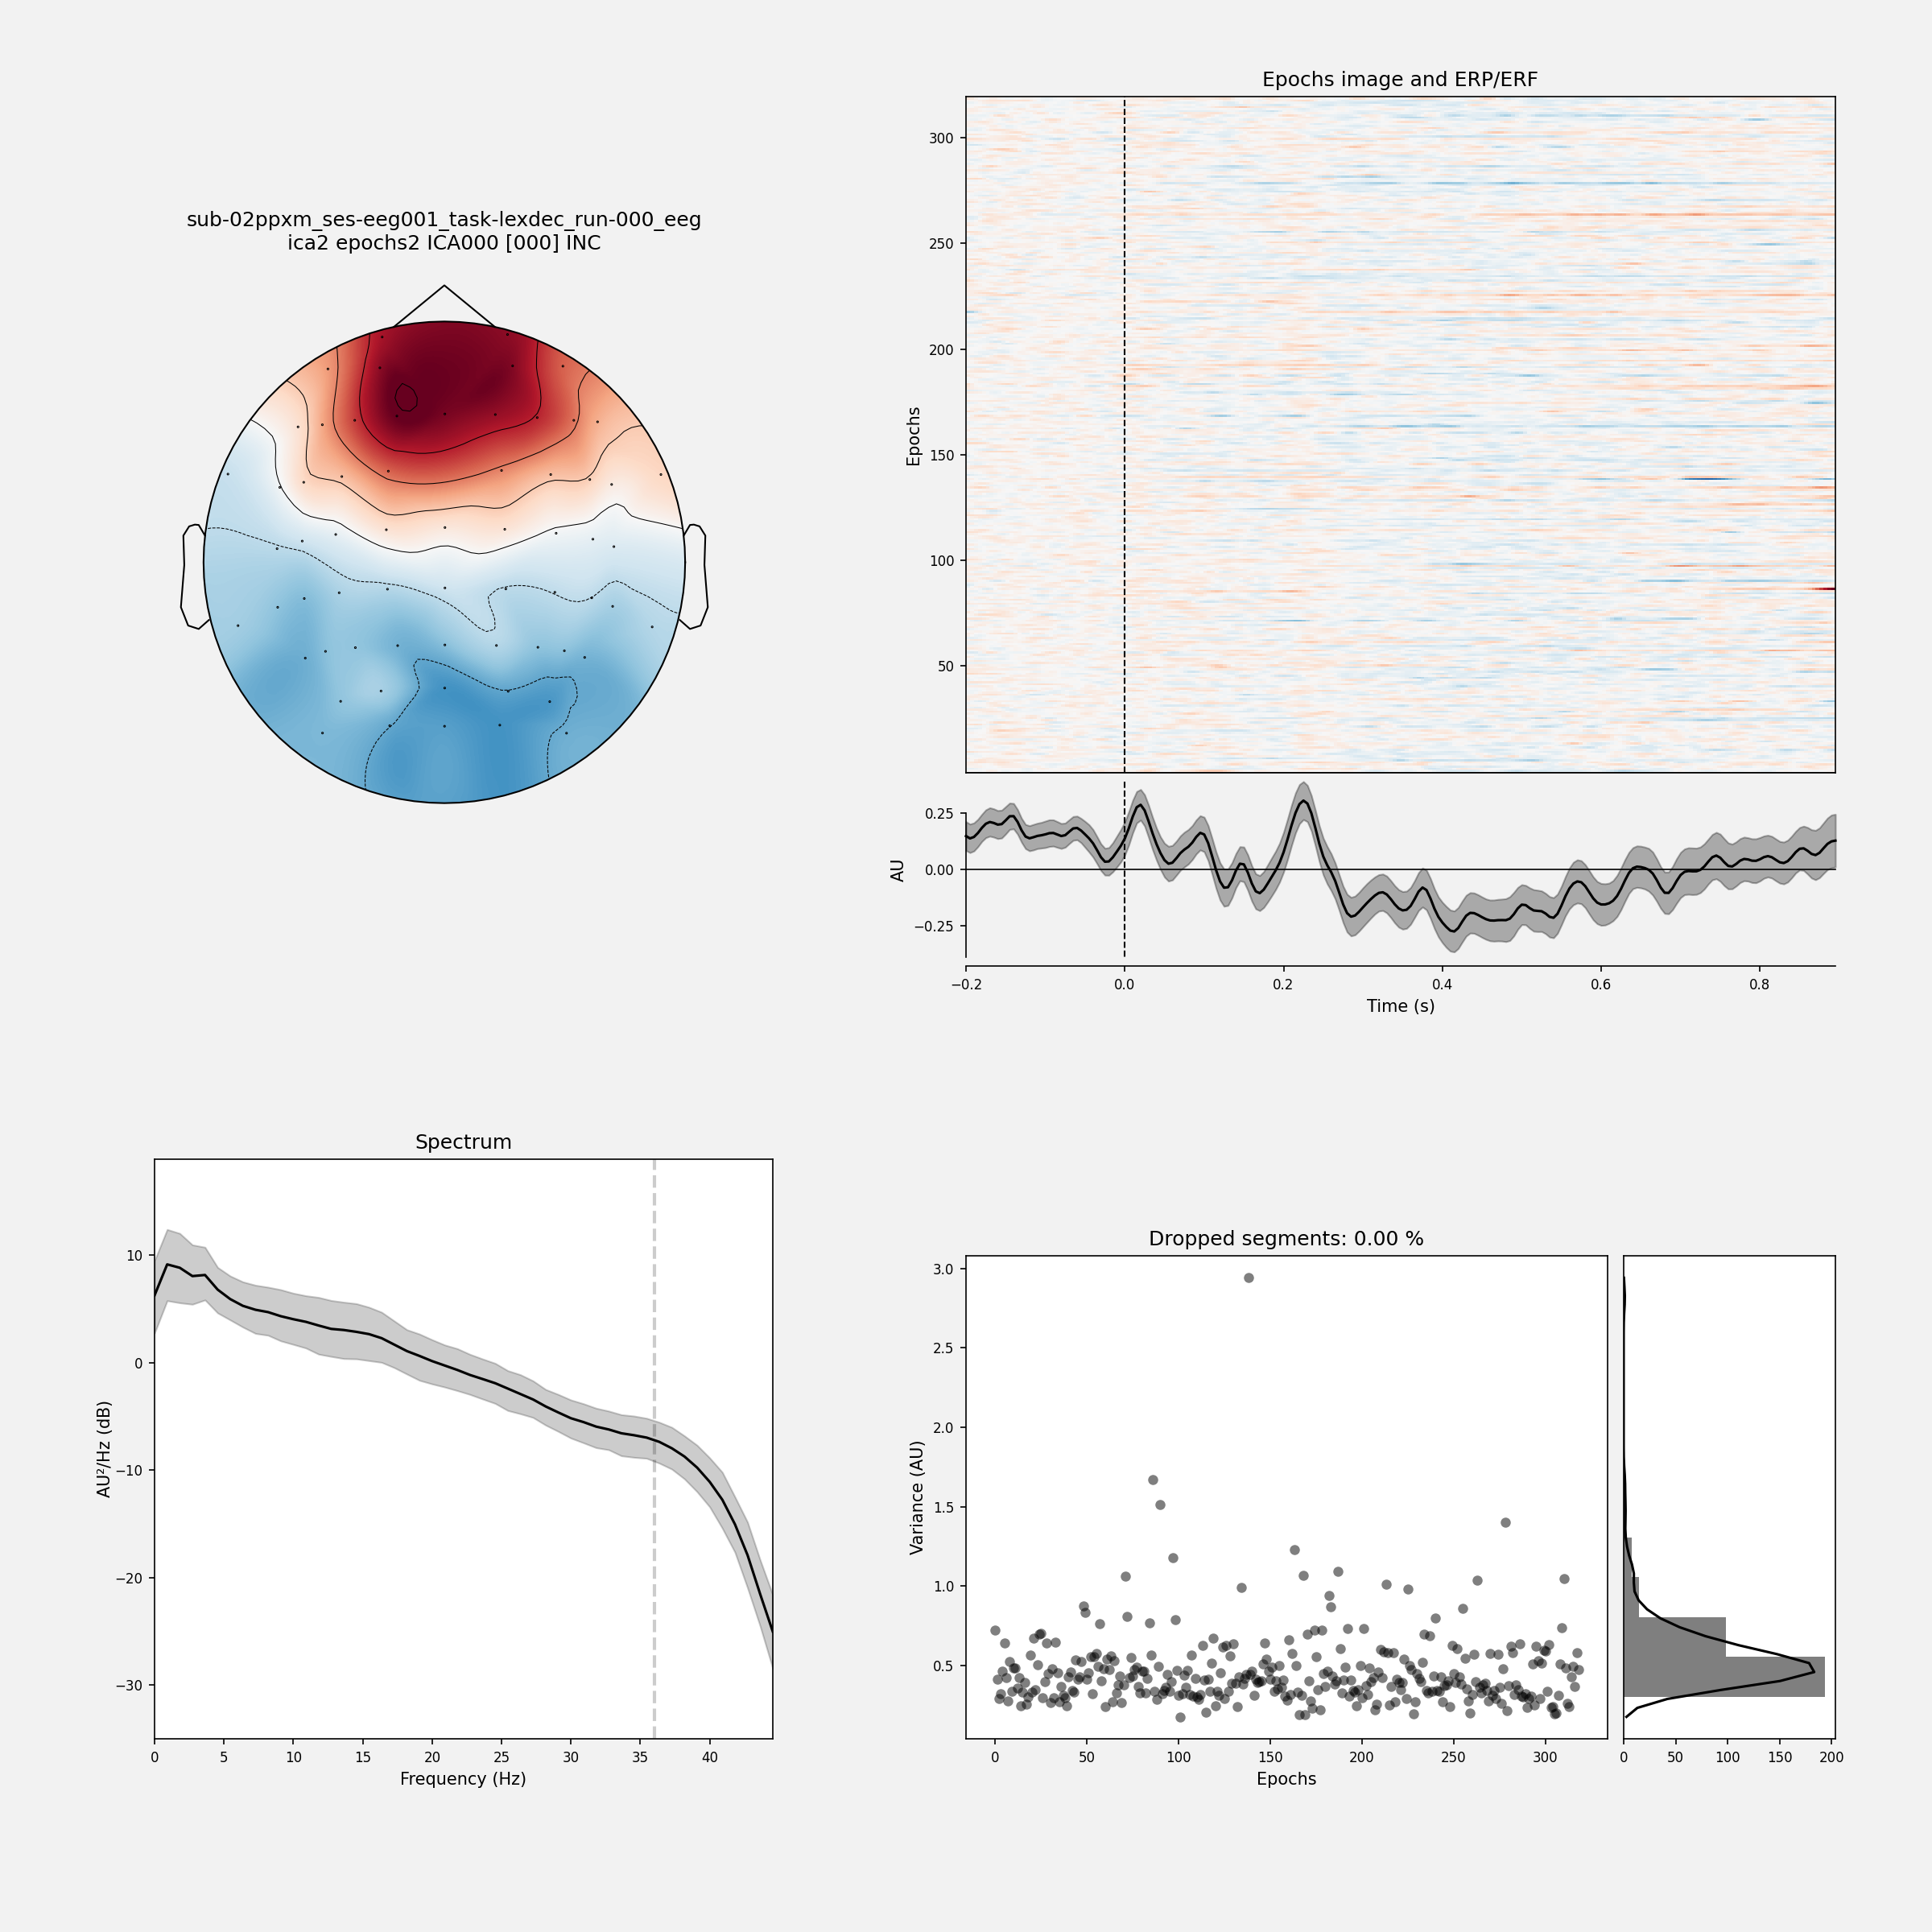 sub-02ppxm_ses-eeg001_task-lexdec_run-000_eeg
ica2 epochs2 ICA000 [000] INC
Epochs image and ERP/ERF
Epochs
300
250
200
150
100
50
AU
0.25
0.00
−0.25
−0.2 0.0 0.2 0.4 0.6 0.8
Time (s)
Spectrum
AU²/Hz (dB)
10
0
−10
−20
−30
0 5 10 15 20 25 30 35 40
Frequency (Hz)
Dropped segments: 0.00 %
Variance (AU)
3.0
2.5
2.0
1.5
1.0
0.5
0 50 100 150 200 250 300
Epochs
0 50 100 150 200